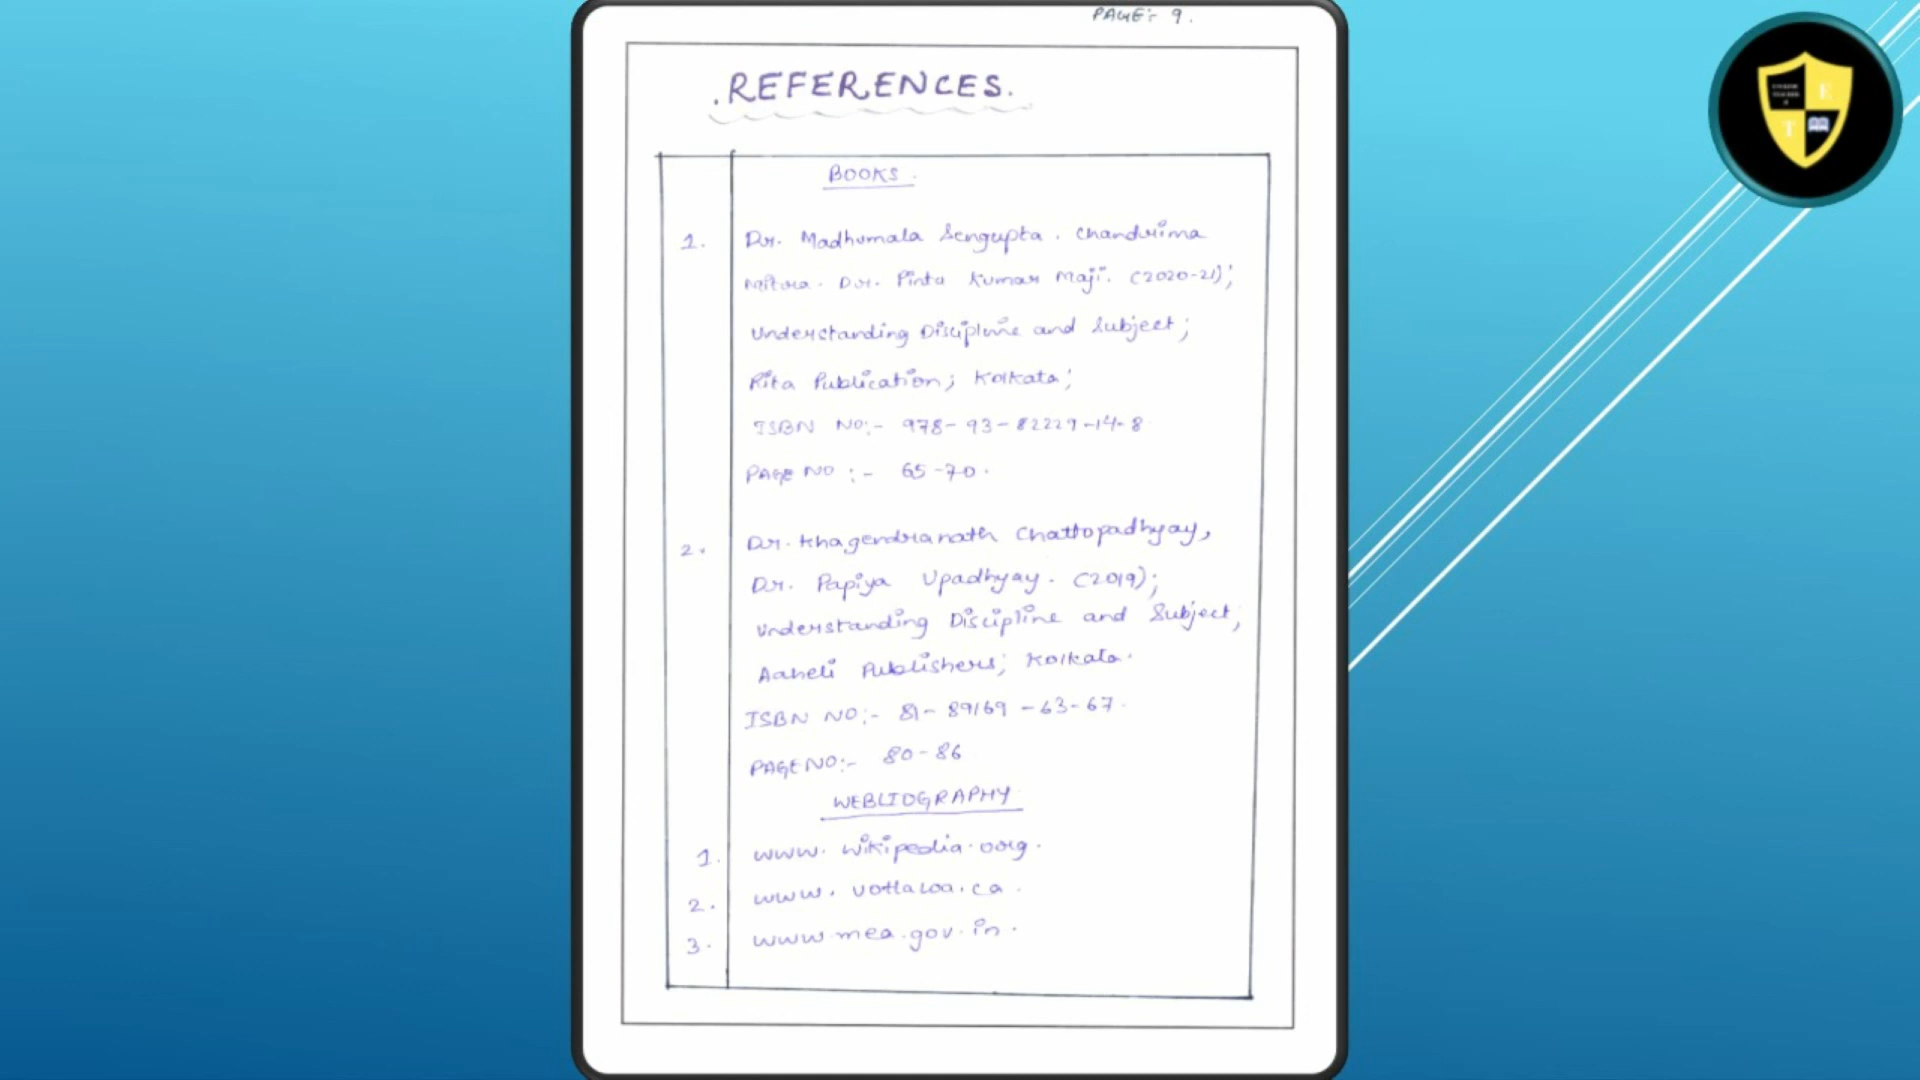 PAGE:- 9.
.REFERENCES.
BOOKS.
1. Dr. Madhumala Sengupta. Chandrima
Mitra. Dr. Pintu Kumar Maji. (2020-21);
Understanding Discipline and Subject;
Rita Publication; Kolkata;
ISBN NO:- 978-93-82229-14-8
PAGE NO :- 65-70.
2. Dr. Khagendranath Chattopadhyay,
Dr. Papiya Upadhyay. (2019);
Understanding Discipline and Subject;
Aaheli Publishers; Kolkata.
ISBN NO:- 81-89169-63-67.
PAGE NO:- 80-86
WEBLIOGRAPHY
1. www.wikipedia.org.
2. www.uottawa.ca.
3. www.mea.gov.in.
E
T